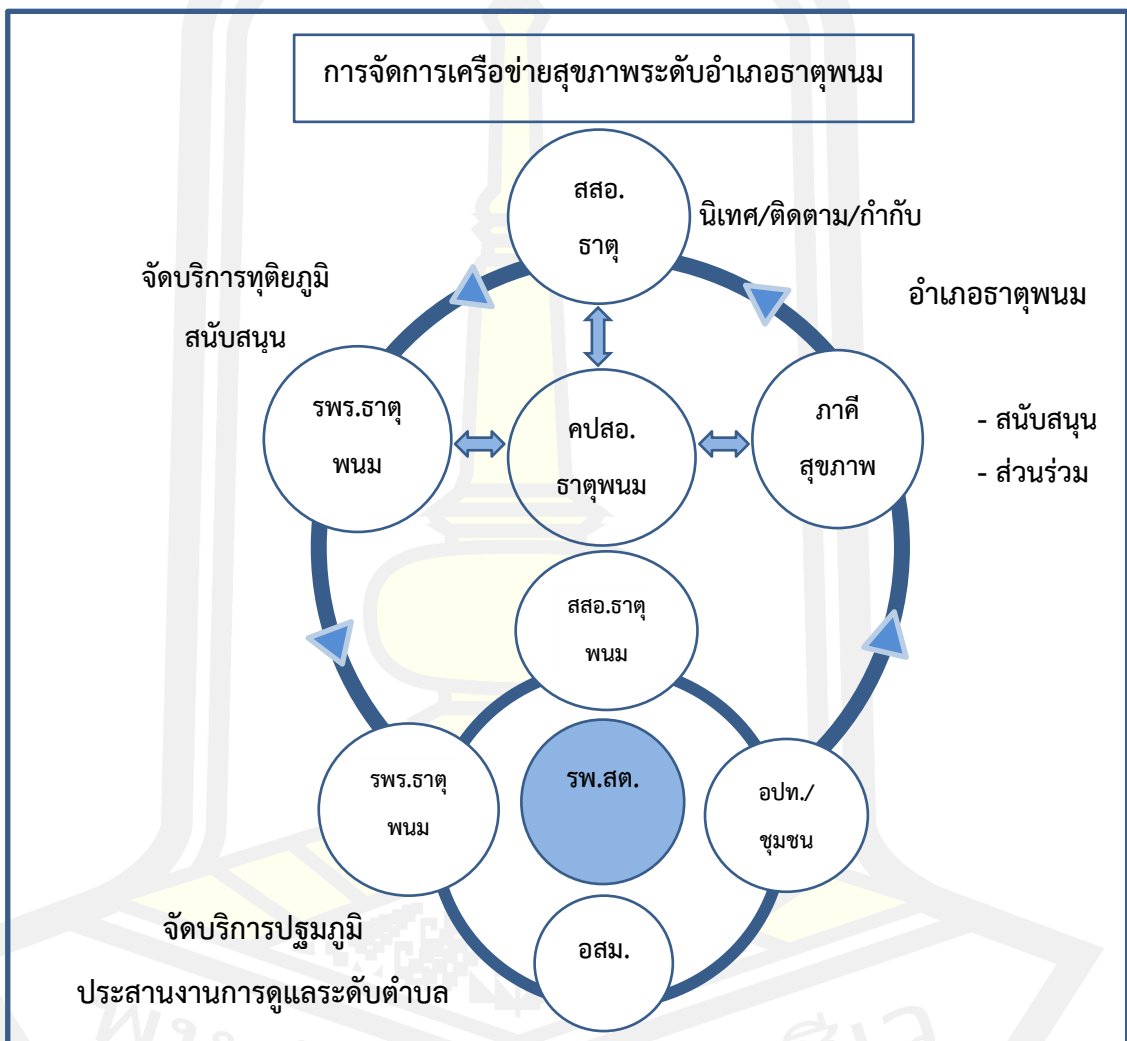 การจัดการเครือข่ายสุขภาพระดับอำเภอธาตุพนม
สสอ.
ธาตุ
นิเทศ/ติดตาม/กำกับ
จัดบริการทุติยภูมิ
สนับสนุน
อำเภอธาตุพนม
รพร.ธาตุ
พนม
คปสอ.
ธาตุพนม
ภาคี
สุขภาพ
- สนับสนุน
- ส่วนร่วม
สสอ.ธาตุ
พนม
รพร.ธาตุ
พนม
รพ.สต.
อปท./
ชุมชน
อสม.
จัดบริการปฐมภูมิ
ประสานงานการดูแลระดับตำบล